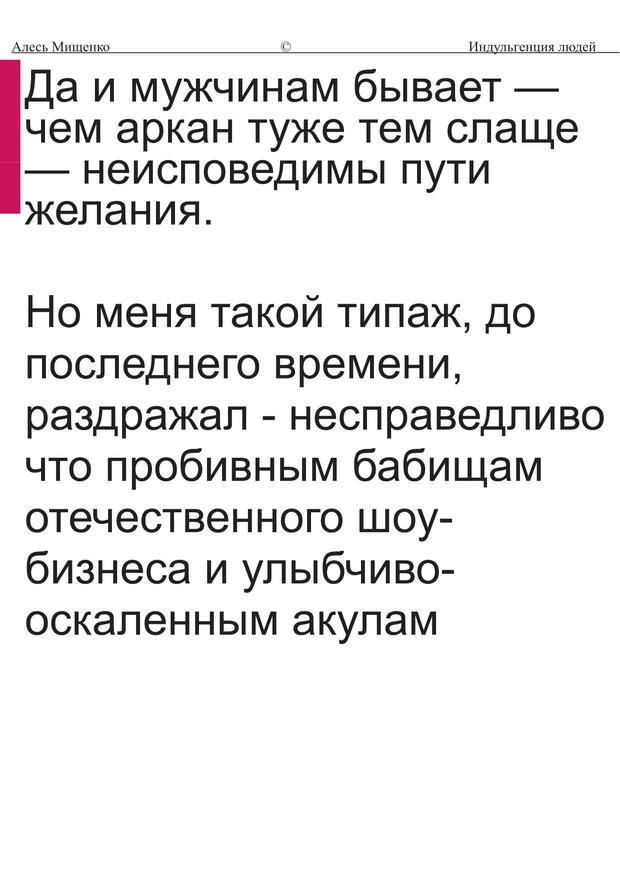 Алесь Мищенко © Индульгенция людей
Да и мужчинам бывает —
чем аркан туже тем слаще
— неисповедимы пути
желания.
Но меня такой типаж, до
последнего времени,
раздражал - несправедливо
что пробивным бабищам
отечественного шоу-
бизнеса и улыбчиво-
оскаленным акулам